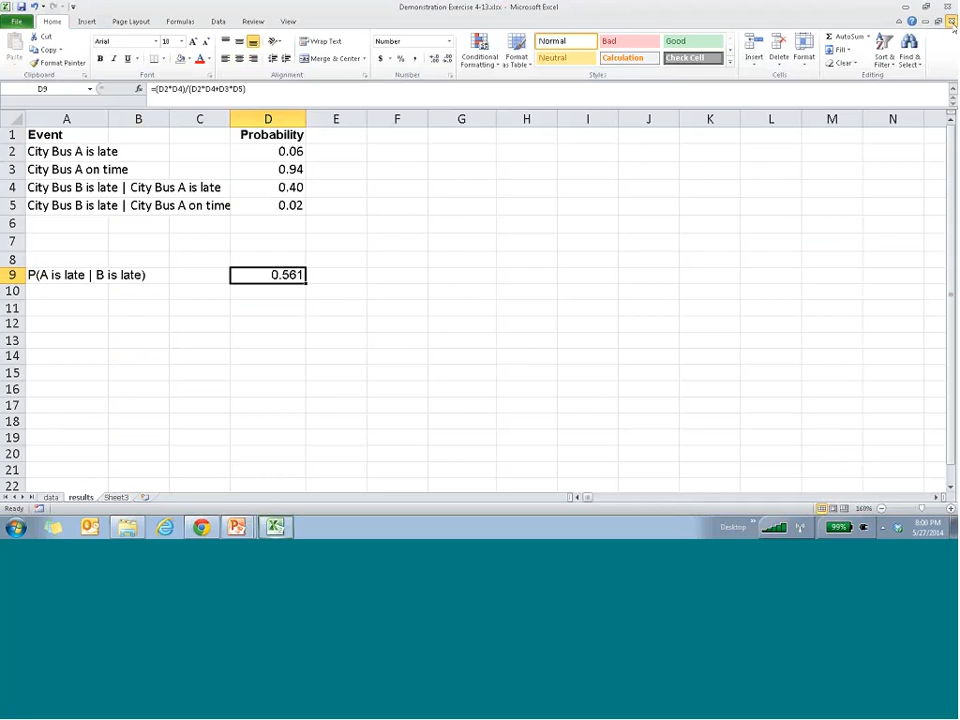 Demonstration Exercise 4-13.xlsx - Microsoft Excel
File Home Insert Page Layout Formulas Data Review View
Paste
Cut
Copy
Format Painter
Clipboard
Arial 10
Font
Wrap Text
Merge & Center
Alignment
Number
$ % ,
Number
Conditional Formatting
Format as Table
Normal Bad Good
Neutral Calculation Check Cell
Styles
Insert Delete Format
Cells
Σ AutoSum
Fill
Clear
Sort & Filter
Find & Select
Editing
D9 fx =(D2*D4)/(D2*D4+D3*D5)
A B C D E F G H I J K L M N
1 Event Probability
2 City Bus A is late 0.06
3 City Bus A on time 0.94
4 City Bus B is late | City Bus A is late 0.40
5 City Bus B is late | City Bus A on time 0.02
6
7
8
9 P(A is late | B is late) 0.561
10
11
12
13
14
15
16
17
18
19
20
21
22
data results Sheet3
Ready 160%
Desktop 99% 8:00 PM
5/27/2014